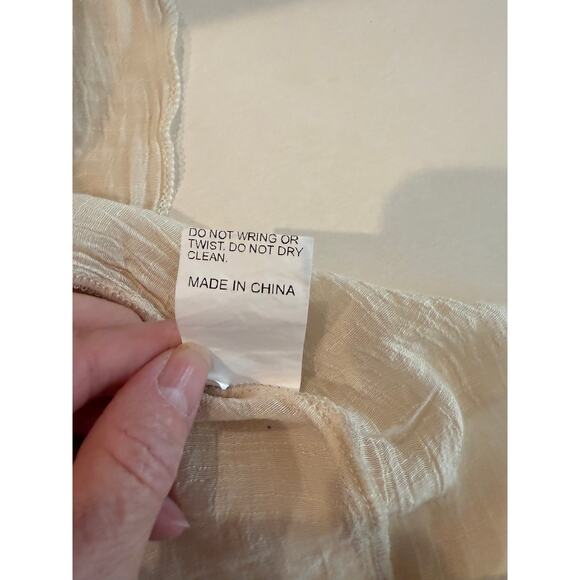 DO NOT WRING OR
TWIST. DO NOT DRY
CLEAN.
MADE IN CHINA